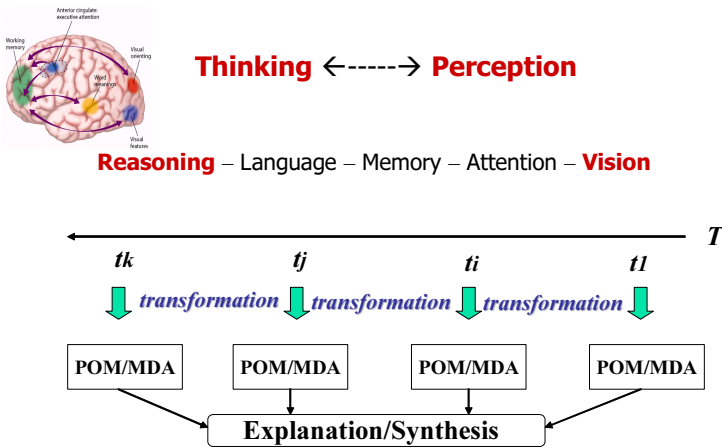 Anterior cingulate:
executive attention
Working
memory
Visual
orienting
Word
meanings
Visual
features
Thinking ←-----→ Perception
Reasoning – Language – Memory – Attention – Vision
T
tk tj ti t1
transformation transformation transformation
POM/MDA POM/MDA POM/MDA POM/MDA
Explanation/Synthesis